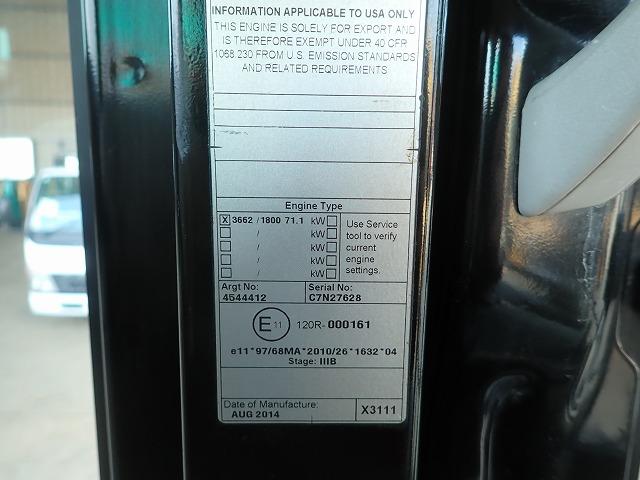 INFORMATION APPLICABLE TO USA ONLY
THIS ENGINE IS SOLELY FOR EXPORT AND
IS THEREFORE EXEMPT UNDER 40 CFR
1068.230 FROM U.S. EMISSION STANDARDS
AND RELATED REQUIREMENTS
Engine Type
X 3662 / 1800 71.1 kW
/ kW
/ kW
/ kW
/ kW
Use Service
tool to verify
current
engine
settings.
Argt No:
4544412
Serial No:
C7N27628
E11 120R-000161
e11*97/68MA*2010/26*1632*04
Stage: IIIB
Date of Manufacture:
AUG 2014
X3111